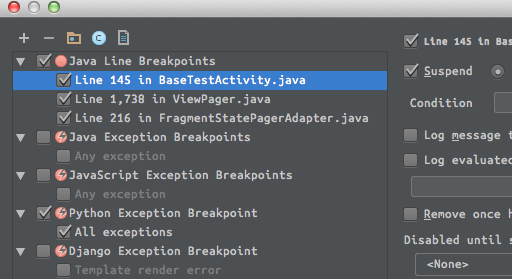 Java Line Breakpoints
Line 145 in BaseTestActivity.java
Line 1,738 in ViewPager.java
Line 216 in FragmentStatePagerAdapter.java
Java Exception Breakpoints
Any exception
JavaScript Exception Breakpoints
Any exception
Python Exception Breakpoint
All exceptions
Django Exception Breakpoint
Template render error
Line 145 in Bas
Suspend
Condition
Log message t
Log evaluated
Remove once h
Disabled until s
<None>